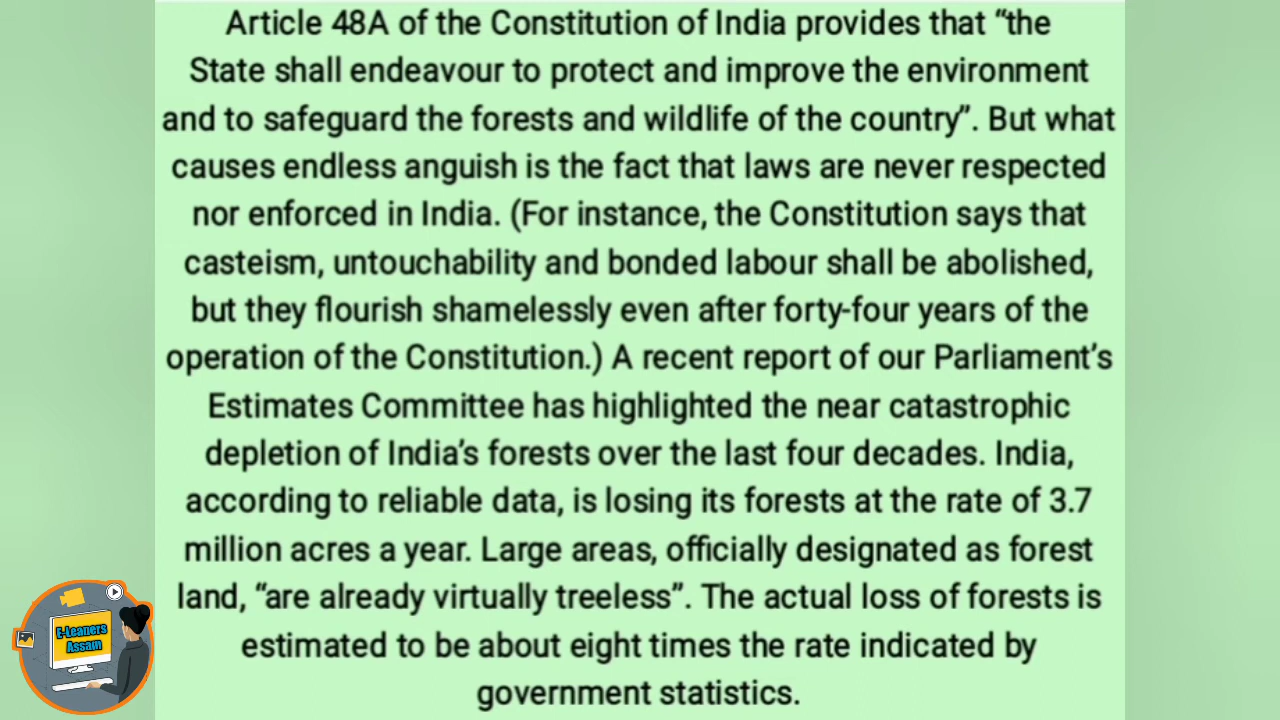 Article 48A of the Constitution of India provides that “the
State shall endeavour to protect and improve the environment
and to safeguard the forests and wildlife of the country”. But what
causes endless anguish is the fact that laws are never respected
nor enforced in India. (For instance, the Constitution says that
casteism, untouchability and bonded labour shall be abolished,
but they flourish shamelessly even after forty-four years of the
operation of the Constitution.) A recent report of our Parliament’s
Estimates Committee has highlighted the near catastrophic
depletion of India’s forests over the last four decades. India,
according to reliable data, is losing its forests at the rate of 3.7
million acres a year. Large areas, officially designated as forest
land, “are already virtually treeless”. The actual loss of forests is
estimated to be about eight times the rate indicated by
government statistics.
E-Leaners
Assam